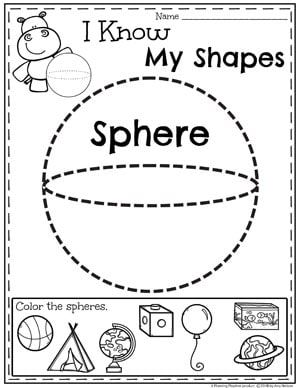 Name
I Know
My Shapes
Sphere
Color the spheres.